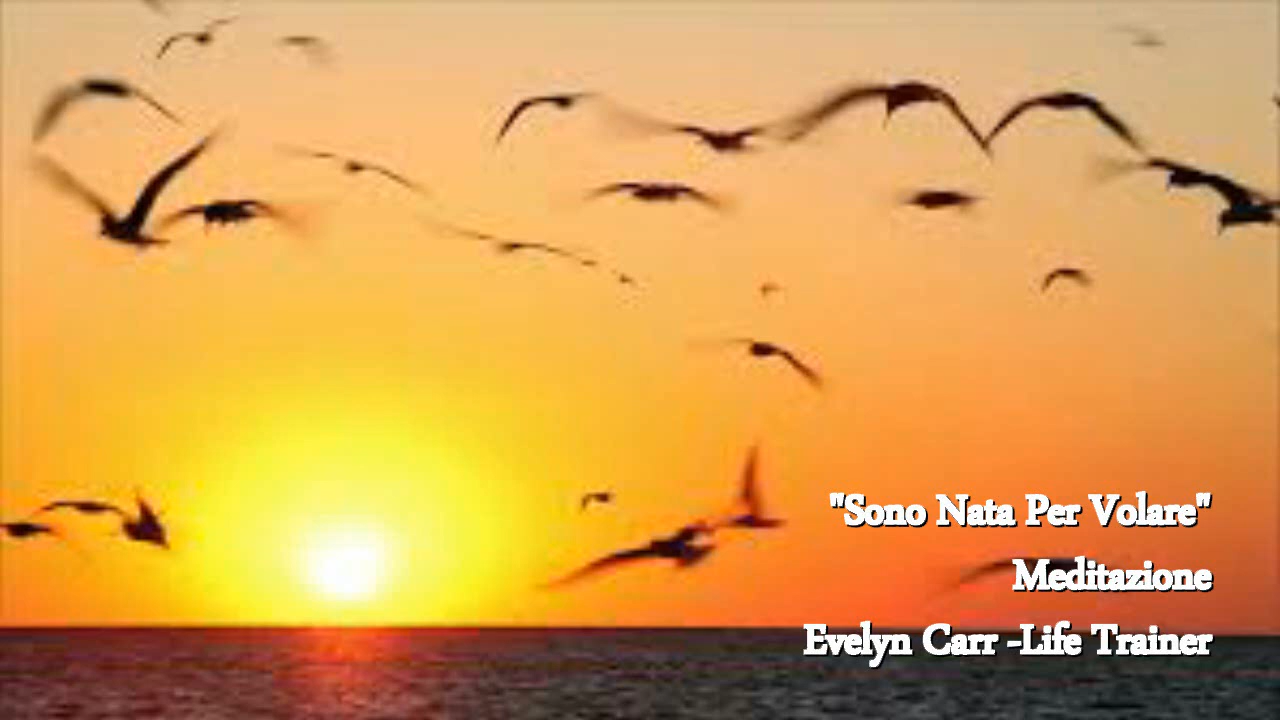 "Sono Nata Per Volare"
Meditazione
Evelyn Carr -Life Trainer